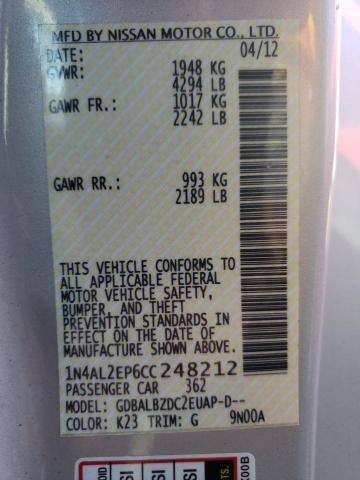 MFD BY NISSAN MOTOR CO., LTD.
DATE: 04/12
GVWR: 1948 KG
4294 LB
GAWR FR.: 1017 KG
2242 LB
GAWR RR.: 993 KG
2189 LB
THIS VEHICLE CONFORMS TO
ALL APPLICABLE FEDERAL
MOTOR VEHICLE SAFETY,
BUMPER, AND THEFT
PREVENTION STANDARDS
IN EFFECT ON THE DATE OF
MANUFACTURE SHOWN ABOVE.
1N4AL2EP6CC248212
PASSENGER CAR 362
MODEL: GDBALBZDC2EUAP-D--
COLOR: K23 TRIM: G 9N00A